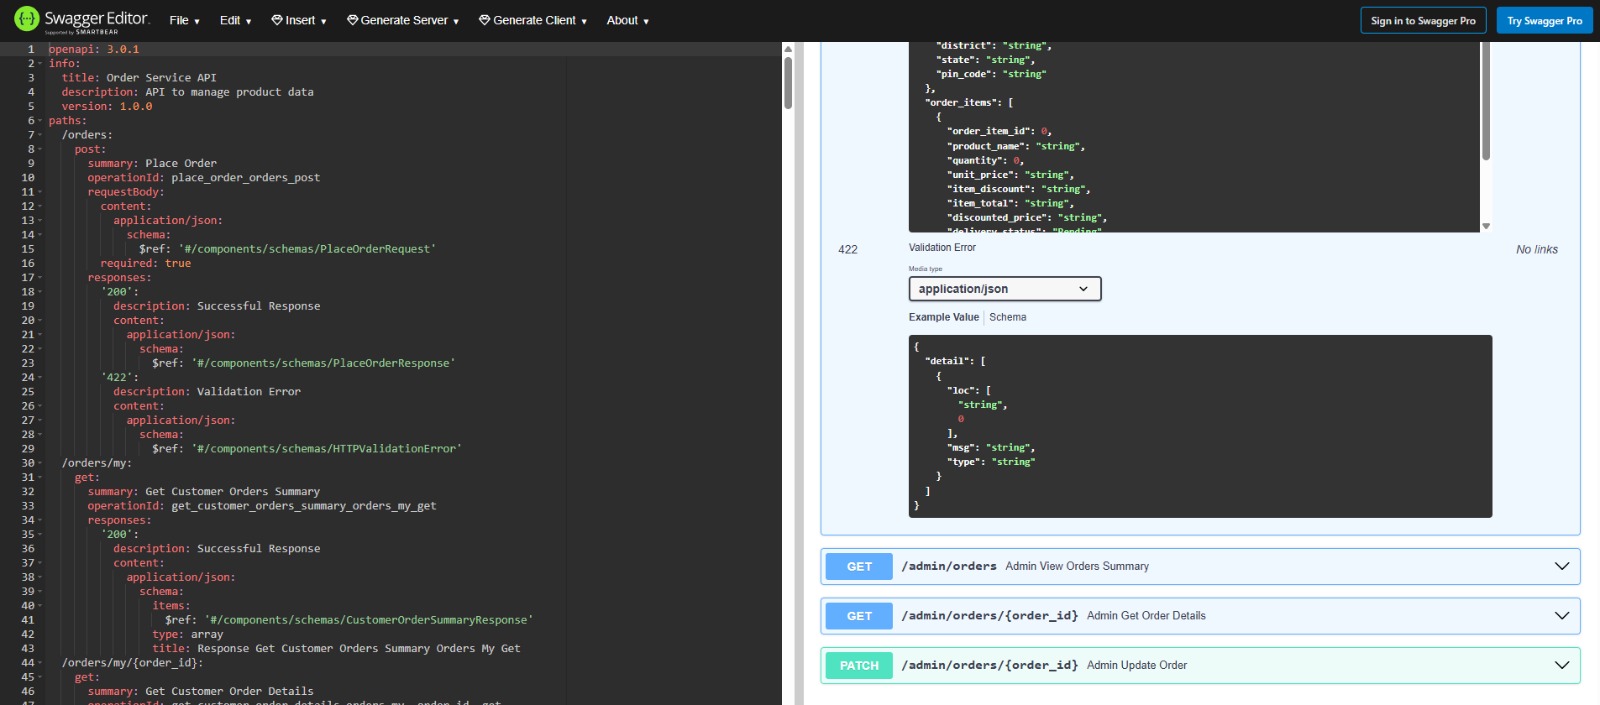 Swagger Editor.
Supported by SMARTBEAR
File Edit Insert Generate Server Generate Client About Sign in to Swagger Pro Try Swagger Pro
1 openapi: 3.0.1
2 info:
3 title: Order Service API
4 description: API to manage product data
5 version: 1.0.0
6 paths:
7 /orders:
8 post:
9 summary: Place Order
10 operationId: place_order_orders_post
11 requestBody:
12 content:
13 application/json:
14 schema:
15 $ref: '#/components/schemas/PlaceOrderRequest'
16 required: true
17 responses:
18 '200':
19 description: Successful Response
20 content:
21 application/json:
22 schema:
23 $ref: '#/components/schemas/PlaceOrderResponse'
24 '422':
25 description: Validation Error
26 content:
27 application/json:
28 schema:
29 $ref: '#/components/schemas/HTTPValidationError'
30 /orders/my:
31 get:
32 summary: Get Customer Orders Summary
33 operationId: get_customer_orders_summary_orders_my_get
34 responses:
35 '200':
36 description: Successful Response
37 content:
38 application/json:
39 schema:
40 items:
41 $ref: '#/components/schemas/CustomerOrderSummaryResponse'
42 type: array
43 title: Response Get Customer Orders Summary Orders My Get
44 /orders/my/{order_id}:
45 get:
46 summary: Get Customer Order Details
"district": "string",
"state": "string",
"pin_code": "string"
},
"order_items": [
{
"order_item_id": 0,
"product_name": "string",
"quantity": 0,
"unit_price": "string",
"item_discount": "string",
"item_total": "string",
"discounted_price": "string",
"delivery_status": "Pending",
422 Validation Error No links
Media type
application/json
Example Value Schema
{
"detail": [
{
"loc": [
"string",
0
],
"msg": "string",
"type": "string"
}
]
}
GET /admin/orders Admin View Orders Summary
GET /admin/orders/{order_id} Admin Get Order Details
PATCH /admin/orders/{order_id} Admin Update Order